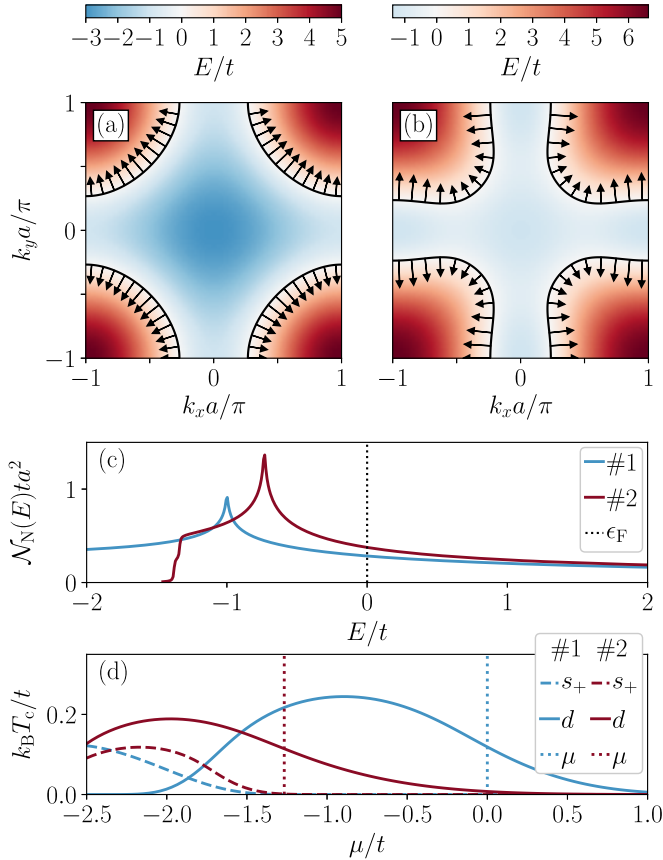 −3 −2 −1 0 1 2 3 4 5
E/t
−1 0 1 2 3 4 5 6
E/t
(a)
(b)
1
0
−1
k_y a/π
−1 0 1
k_x a/π
−1 0 1
k_x a/π
(c)
#1
#2
ϵ_F
1
0
𝒩_N(E)ta²
−2 −1 0 1 2
E/t
(d)
#1 #2
s_+ s_+
d d
μ μ
0.2
0.0
k_B T_c/t
−2.5 −2.0 −1.5 −1.0 −0.5 0.0 0.5 1.0
μ/t